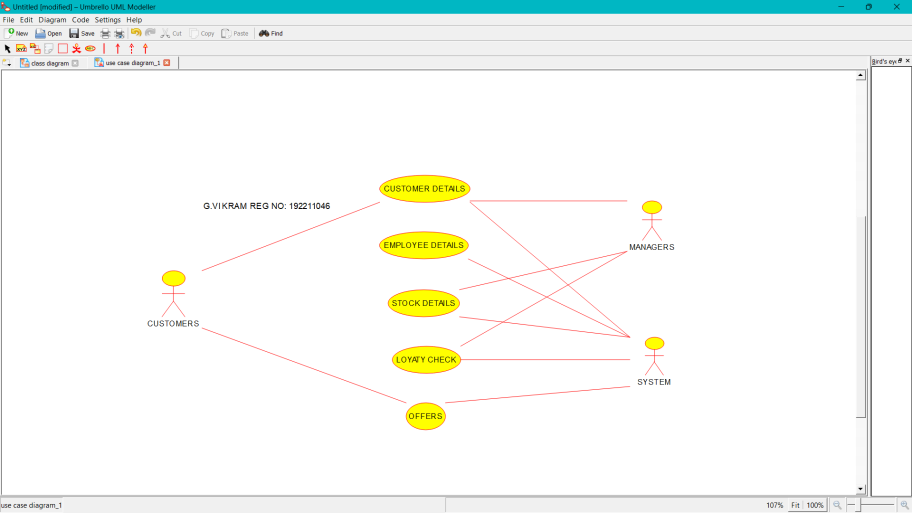 Untitled [modified] – Umbrello UML Modeller
File Edit Diagram Code Settings Help
New Open Save Cut Copy Paste Find
class diagram use case diagram_1
Bird's eye
CUSTOMER DETAILS
G.VIKRAM REG NO: 192211046
EMPLOYEE DETAILS
MANAGERS
STOCK DETAILS
CUSTOMERS
LOYATY CHECK
SYSTEM
OFFERS
use case diagram_1
107% Fit 100%